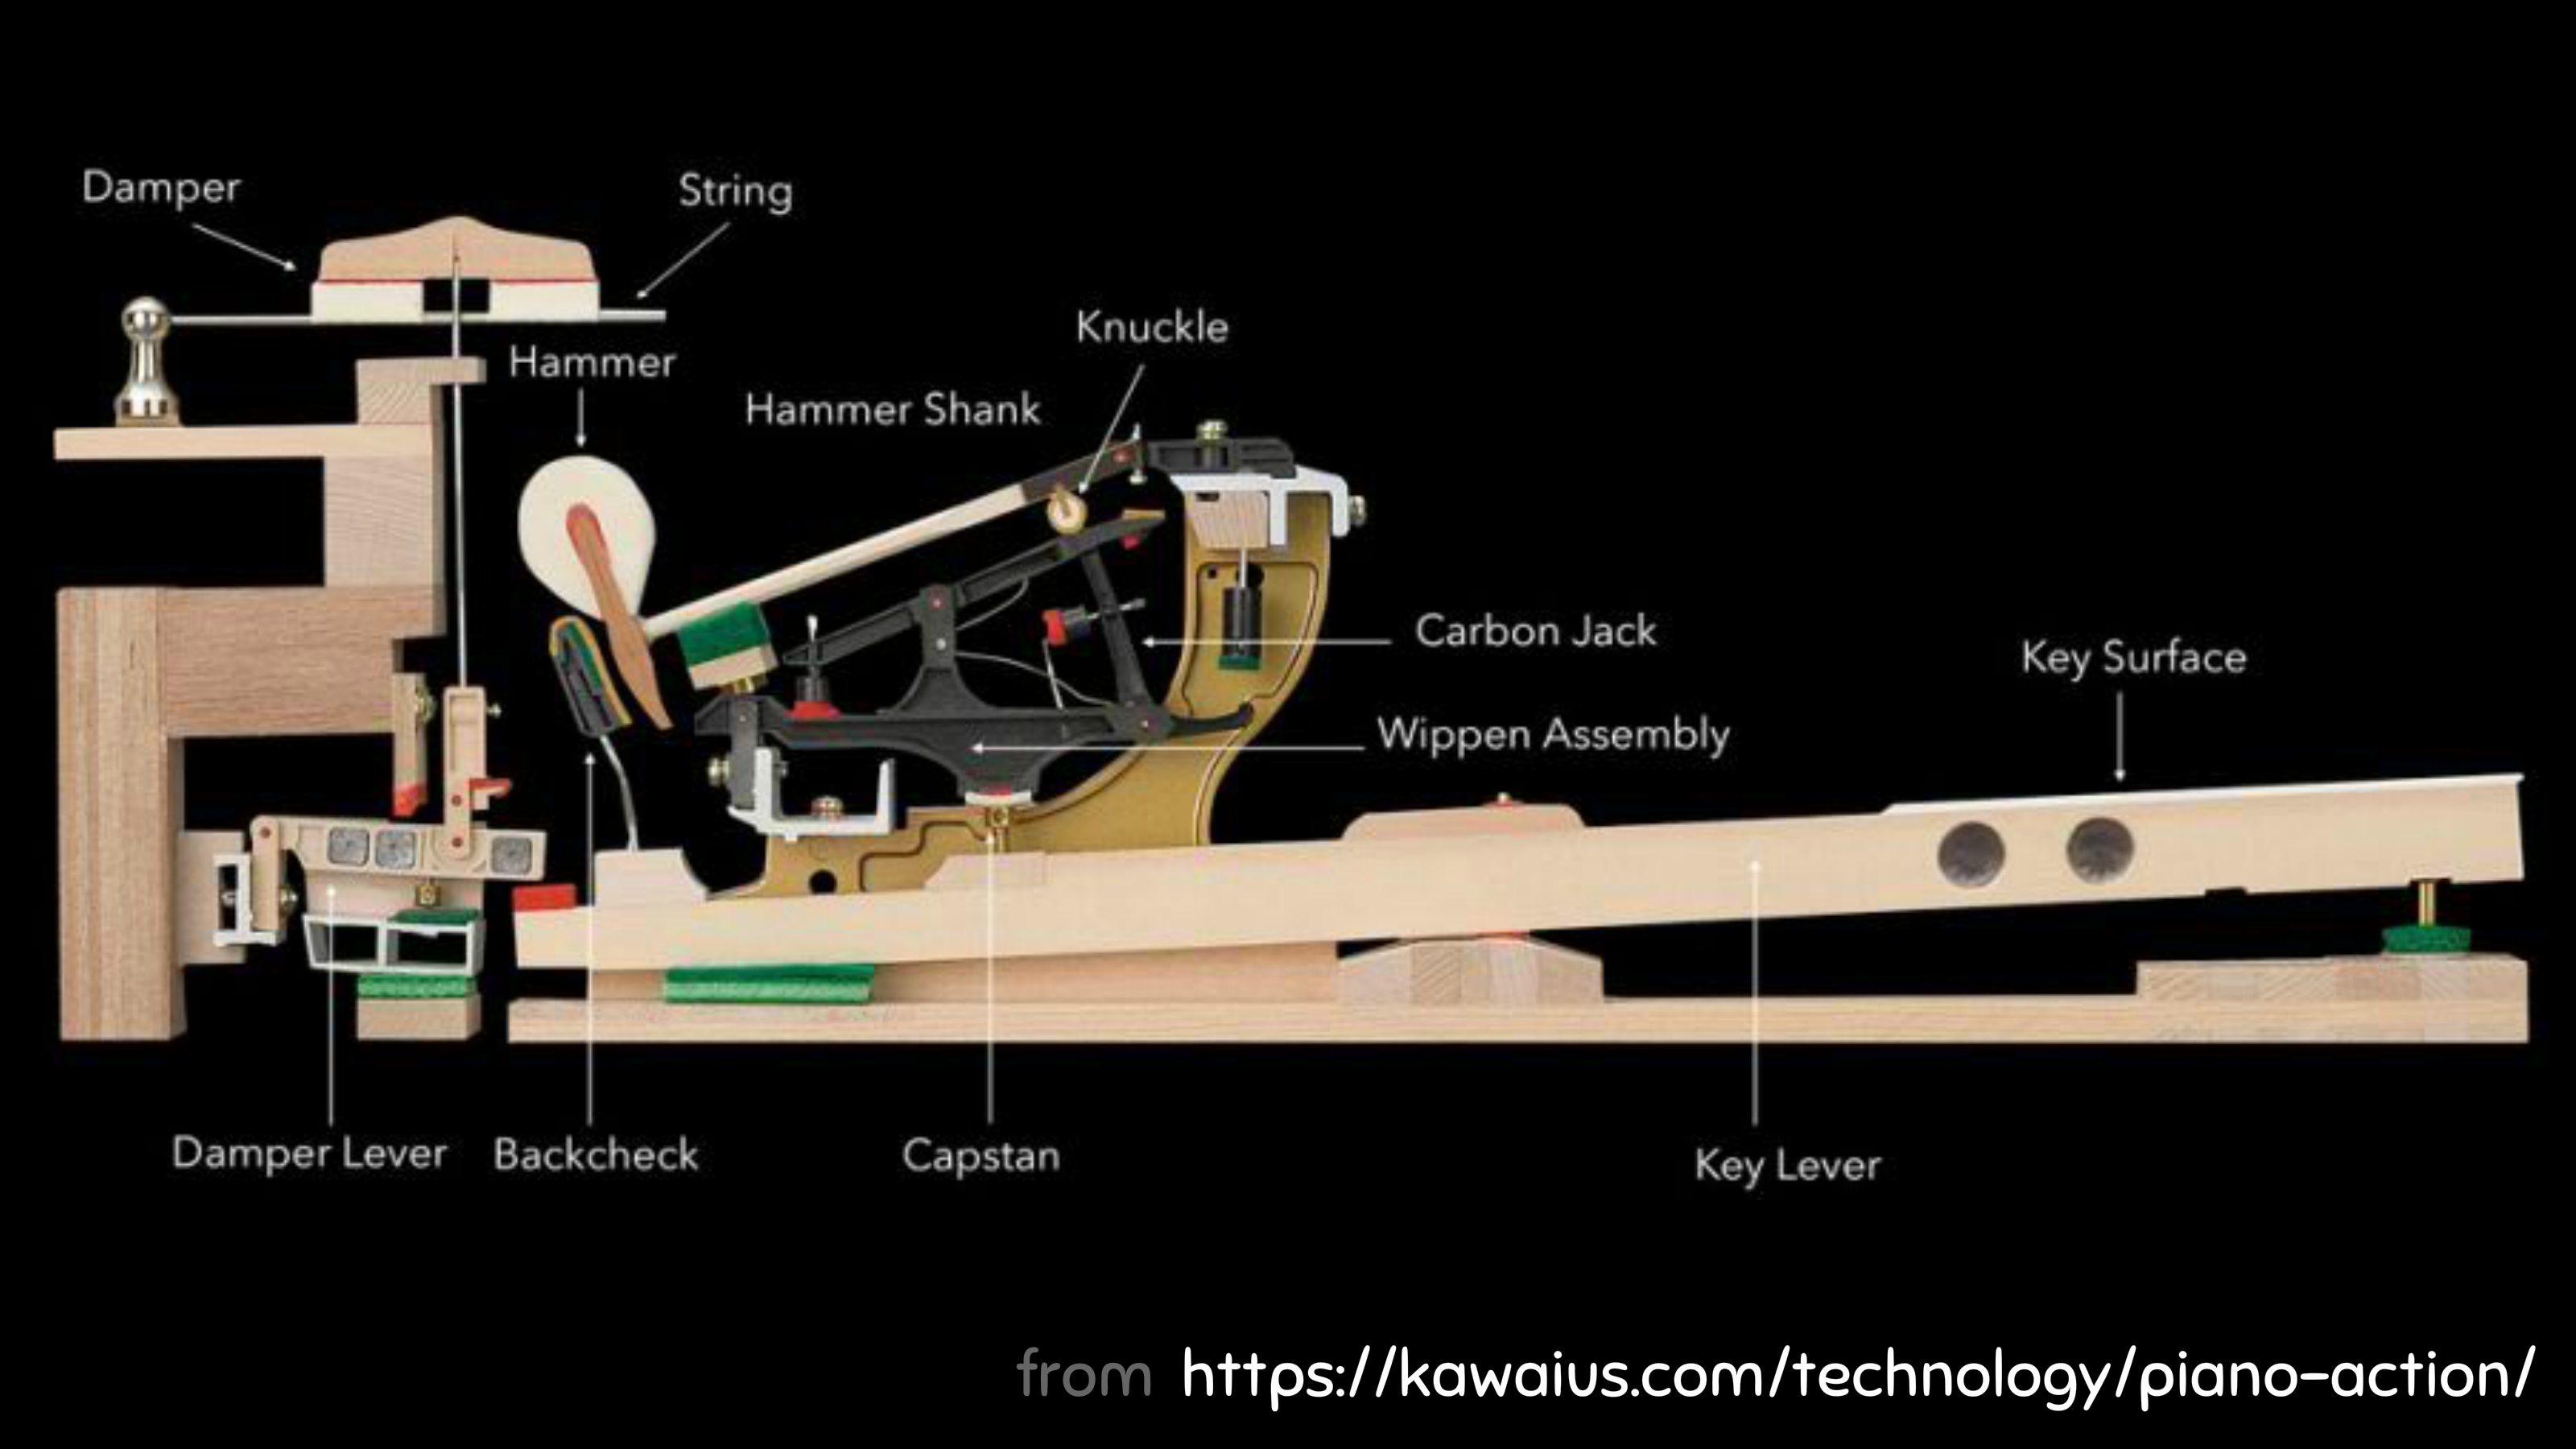 Damper
String
Knuckle
Hammer
Hammer Shank
Carbon Jack
Key Surface
Wippen Assembly
Damper Lever
Backcheck
Capstan
Key Lever
from https://kawaius.com/technology/piano-action/